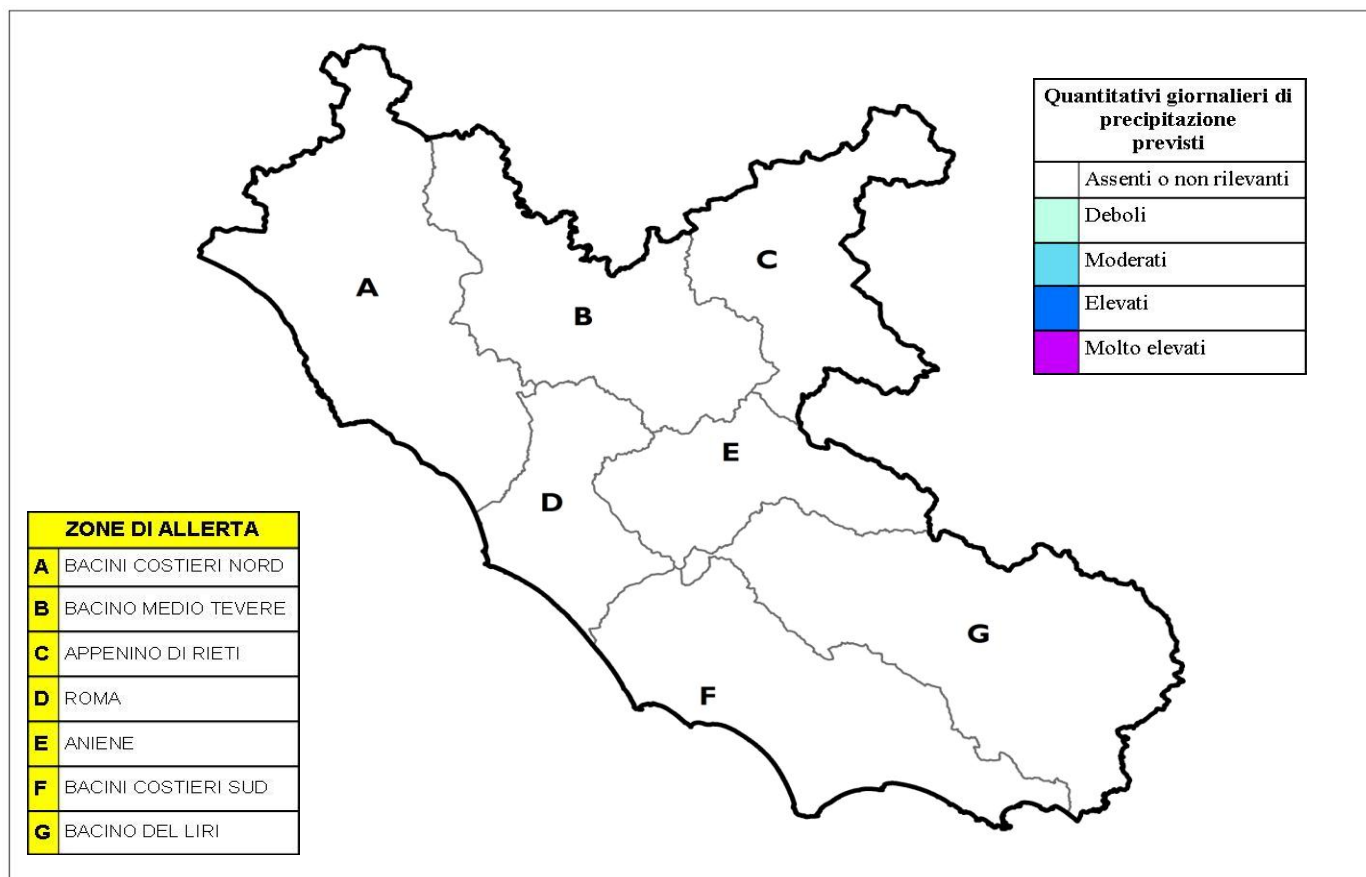 Quantitativi giornalieri di
precipitazione
previsti
Assenti o non rilevanti
Deboli
Moderati
Elevati
Molto elevati
A
B
C
D
E
F
G
ZONE DI ALLERTA
A BACINI COSTIERI NORD
B BACINO MEDIO TEVERE
C APPENINO DI RIETI
D ROMA
E ANIENE
F BACINI COSTIERI SUD
G BACINO DEL LIRI